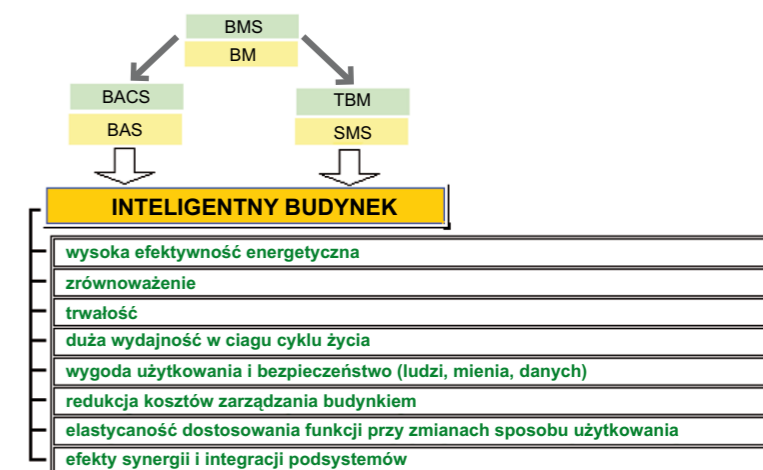 BMS
BM
BACS
TBM
BAS
SMS
INTELIGENTNY BUDYNEK
wysoka efektywność energetyczna
zrównoważenie
trwałość
duża wydajność w ciagu cyklu życia
wygoda użytkowania i bezpieczeństwo (ludzi, mienia, danych)
redukcja kosztów zarządzania budynkiem
elastycaność dostosowania funkcji przy zmianach sposobu użytkowania
efekty synergii i integracji podsystemów